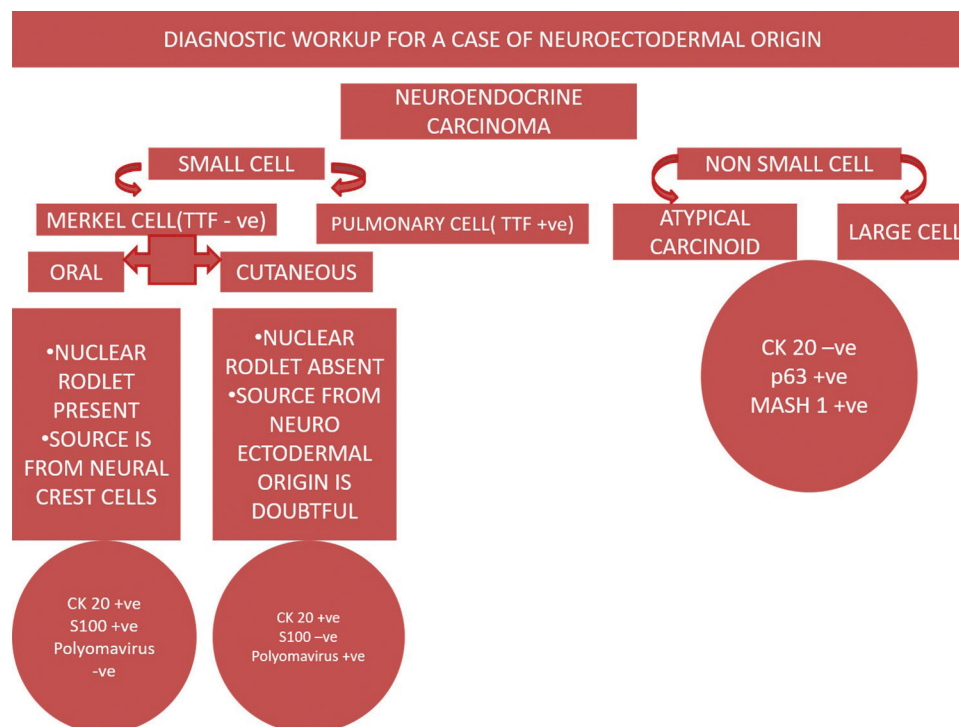 DIAGNOSTIC WORKUP FOR A CASE OF NEUROECTODERMAL ORIGIN
NEUROENDOCRINE
CARCINOMA
SMALL CELL
NON SMALL CELL
MERKEL CELL(TTF - ve)
PULMONARY CELL( TTF +ve)
ATYPICAL
CARCINOID
LARGE CELL
ORAL
CUTANEOUS
•NUCLEAR
RODLET
PRESENT
•SOURCE IS
FROM NEURAL
CREST CELLS
•NUCLEAR
RODLET ABSENT
•SOURCE FROM
NEURO
ECTODERMAL
ORIGIN IS
DOUBTFUL
CK 20 –ve
p63 +ve
MASH 1 +ve
CK 20 +ve
S100 +ve
Polyomavirus
-ve
CK 20 +ve
S100 –ve
Polyomavirus +ve